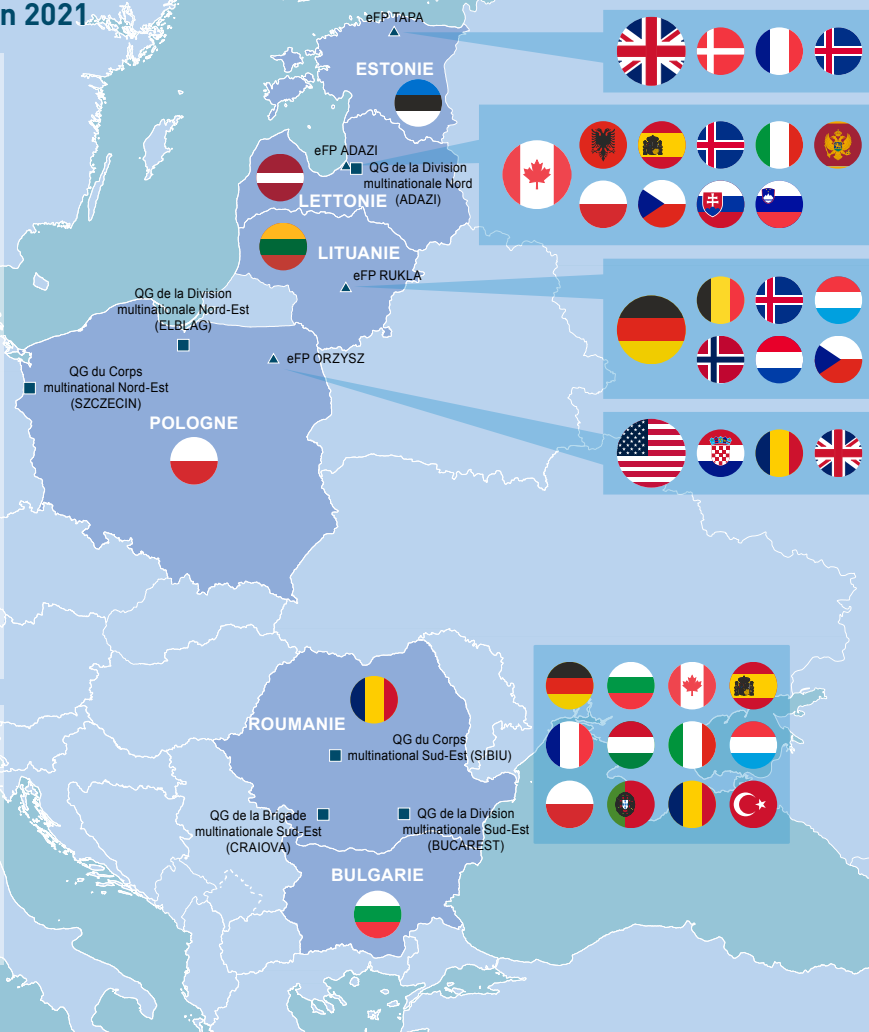 n 2021
eFP TAPA
ESTONIE
eFP ADAZI
QG de la Division
multinationale Nord
(ADAZI)
LETTONIE
LITUANIE
eFP RUKLA
QG de la Division
multinationale Nord-Est
(ELBLAG)
eFP ORZYSZ
QG du Corps
multinational Nord-Est
(SZCZECIN)
POLOGNE
ROUMANIE
QG du Corps
multinational Sud-Est (SIBIU)
QG de la Brigade
multinationale Sud-Est
(CRAIOVA)
QG de la Division
multinationale Sud-Est
(BUCAREST)
BULGARIE